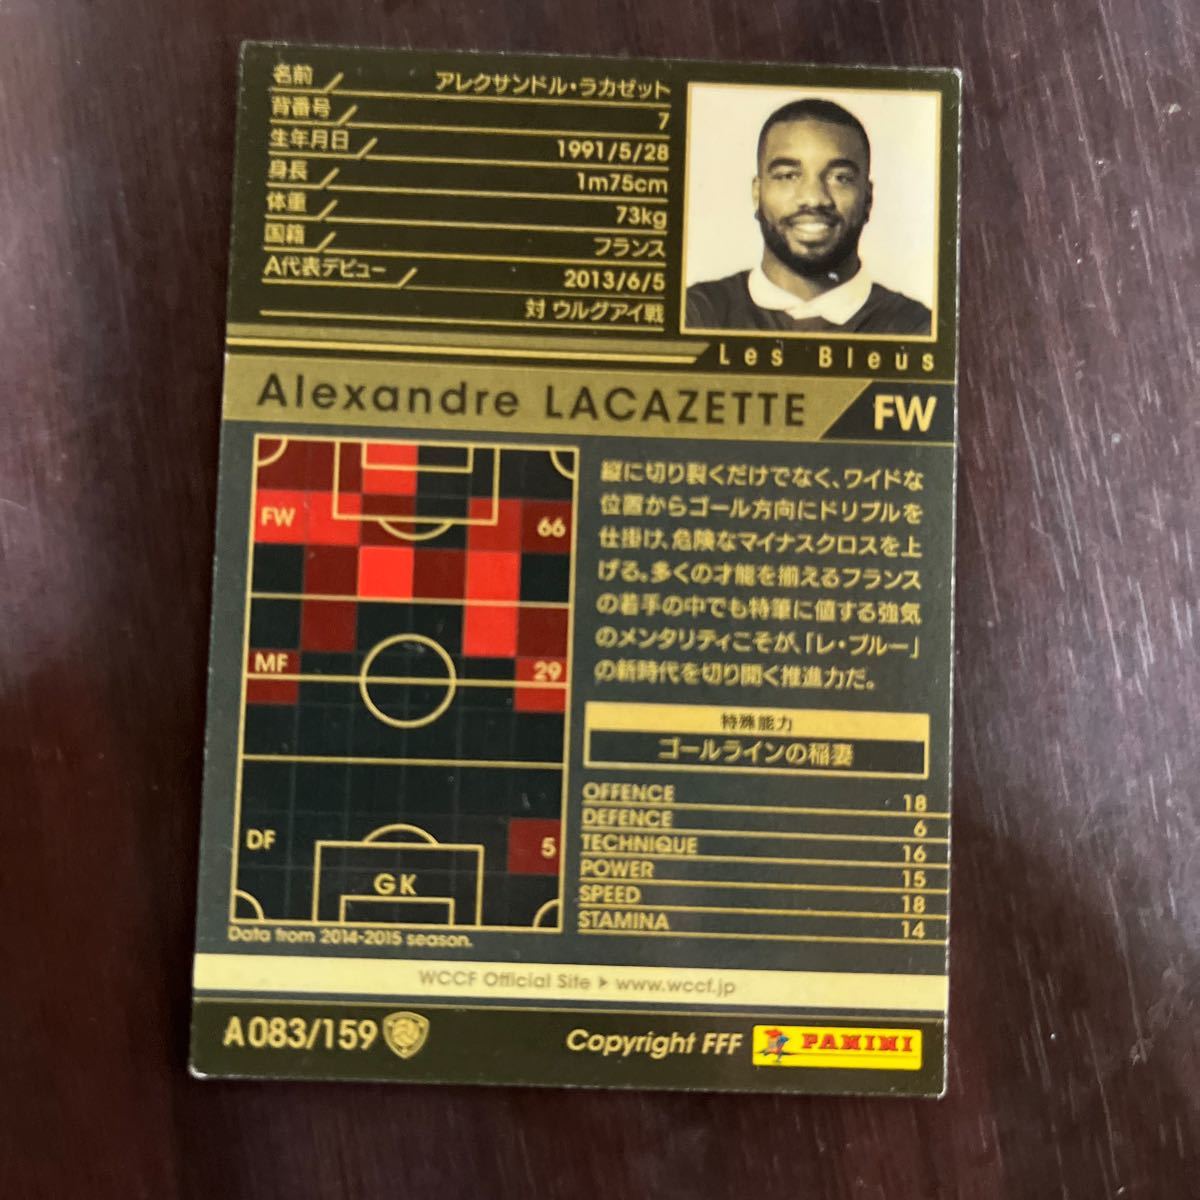 名前 アレクサンドル・ラカゼット
背番号 7
生年月日 1991/5/28
身長 1m75cm
体重 73kg
国籍 フランス
A代表デビュー 2013/6/5
対 ウルグアイ戦
Les Bleus
Alexandre LACAZETTE FW
FW 66
MF 29
DF 5
GK
Data from 2014-2015 season.
縦に切り裂くだけでなく、ワイドな
位置からゴール方向にドリブルを
仕掛け、危険なマイナスクロスを上
げる。多くの才能を揃えるフランス
の若手の中でも特筆に値する強気
のメンタリティこそが、「レ・ブルー」
の新時代を切り開く推進力だ。
特殊能力
ゴールラインの稲妻
OFFENCE 18
DEFENCE 6
TECHNIQUE 16
POWER 15
SPEED 18
STAMINA 14
WCCF Official Site ▶ www.wccf.jp
A083/159
Copyright FFF
PANINI